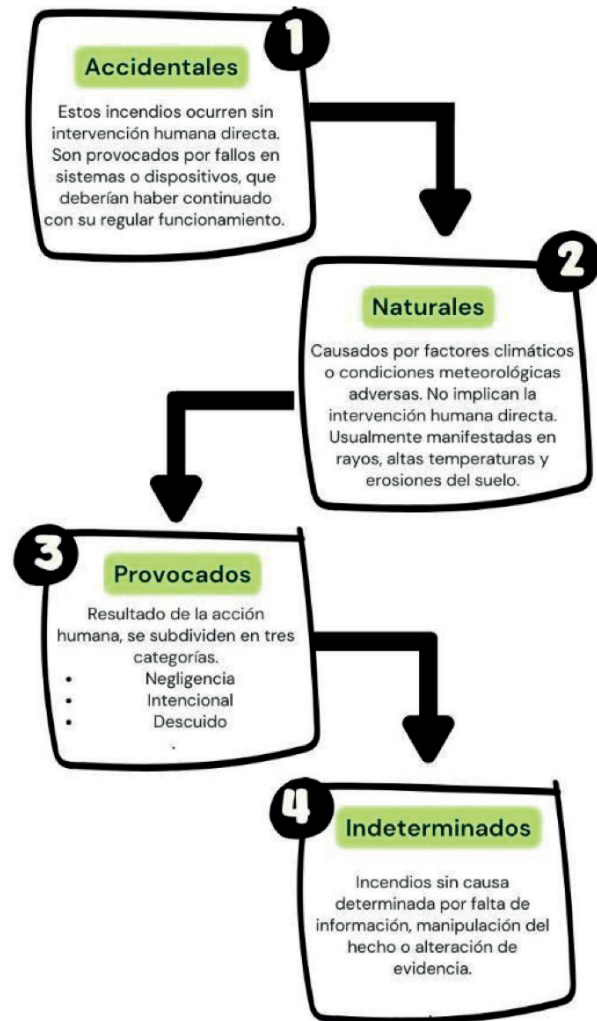 1
Accidentales
Estos incendios ocurren sin
intervención humana directa.
Son provocados por fallos en
sistemas o dispositivos, que
deberían haber continuado
con su regular funcionamiento.
2
Naturales
Causados por factores climáticos
o condiciones meteorológicas
adversas. No implican la
intervención humana directa.
Usualmente manifestadas en
rayos, altas temperaturas y
erosiones del suelo.
3
Provocados
Resultado de la acción
humana, se subdividen en tres
categorías.
• Negligencia
• Intencional
• Descuido
.
4
Indeterminados
Incendios sin causa
determinada por falta de
información, manipulación del
hecho o alteración de
evidencia.